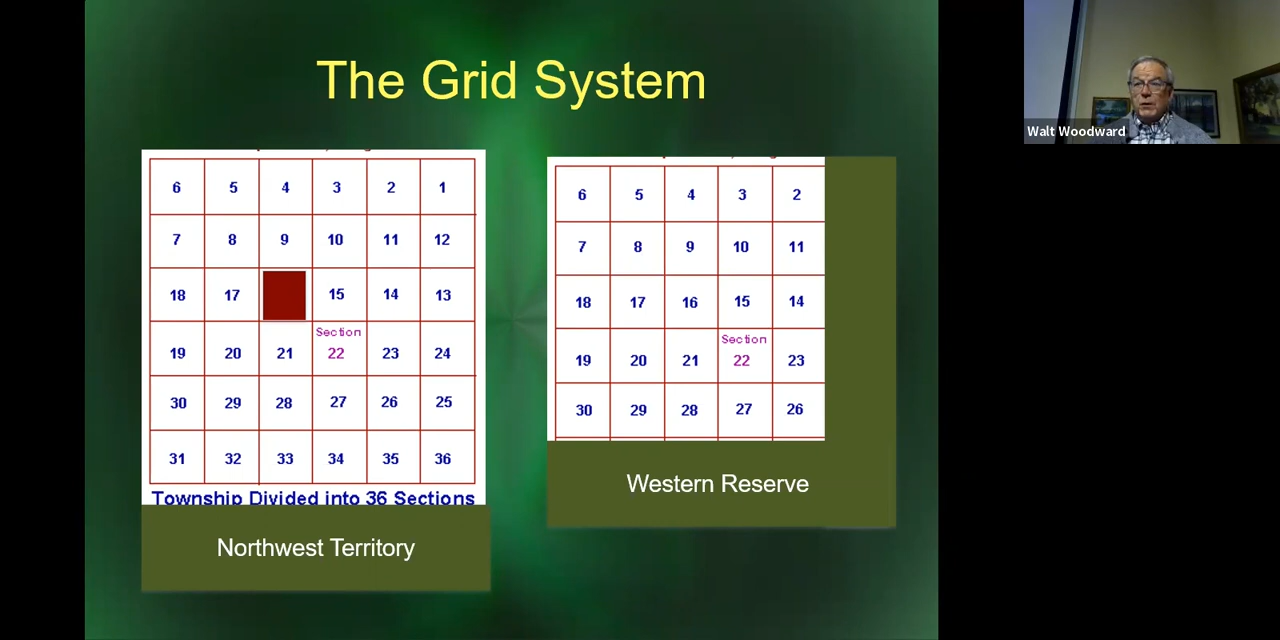 The Grid System
6 5 4 3 2 1
7 8 9 10 11 12
18 17 15 14 13
Section
19 20 21 22 23 24
30 29 28 27 26 25
31 32 33 34 35 36
Township Divided into 36 Sections
Northwest Territory
6 5 4 3 2
7 8 9 10 11
18 17 16 15 14
Section
19 20 21 22 23
30 29 28 27 26
Western Reserve
Walt Woodward